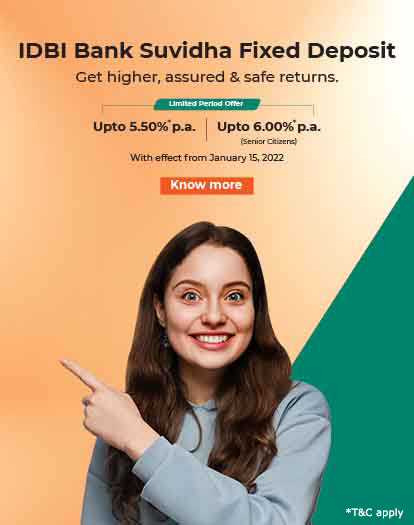 IDBI Bank Suvidha Fixed Deposit
Get higher, assured & safe returns.
Limited Period Offer
Upto 5.50%* p.a. Upto 6.00%* p.a.
(Senior Citizens)
With effect from January 15, 2022
Know more
*T&C apply